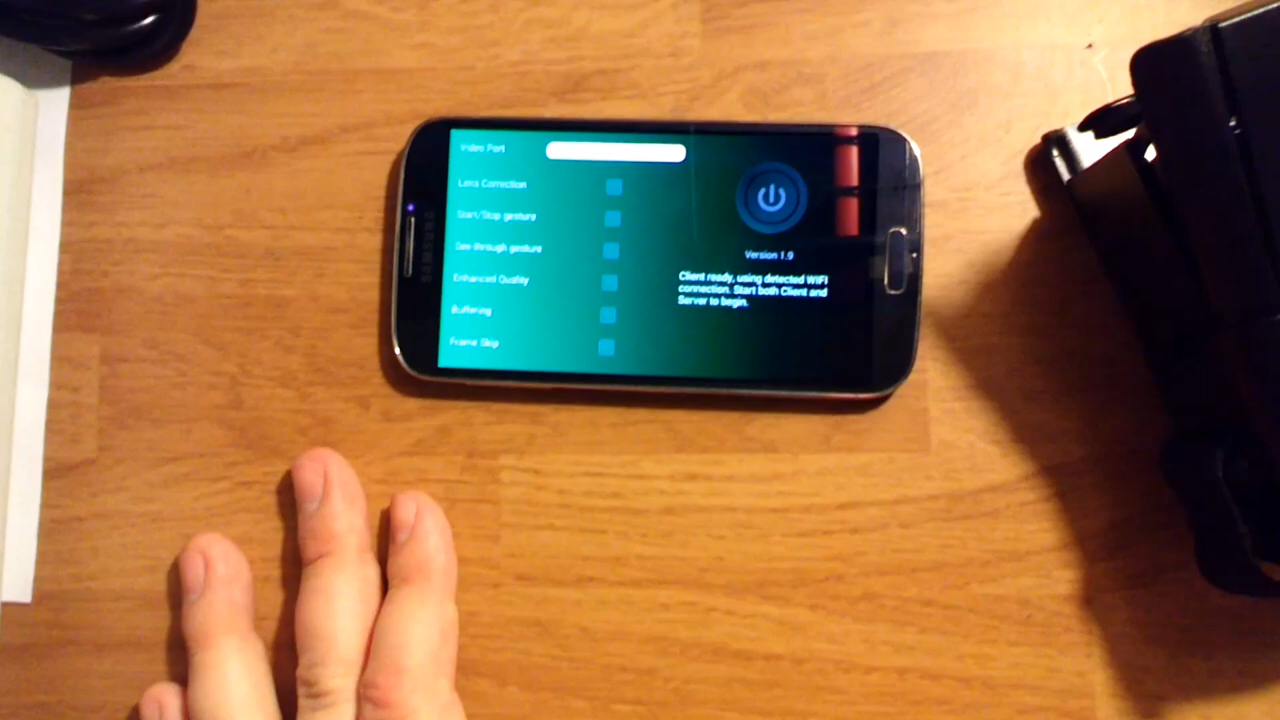 Video Port
Lens Correction
Start/Stop gesture
See-through gesture
Enhanced Quality
Buffering
Frame Skip
Version 1.9
Client ready, using detected WIFI
connection. Start both Client and
Server to begin.
SAMSUNG